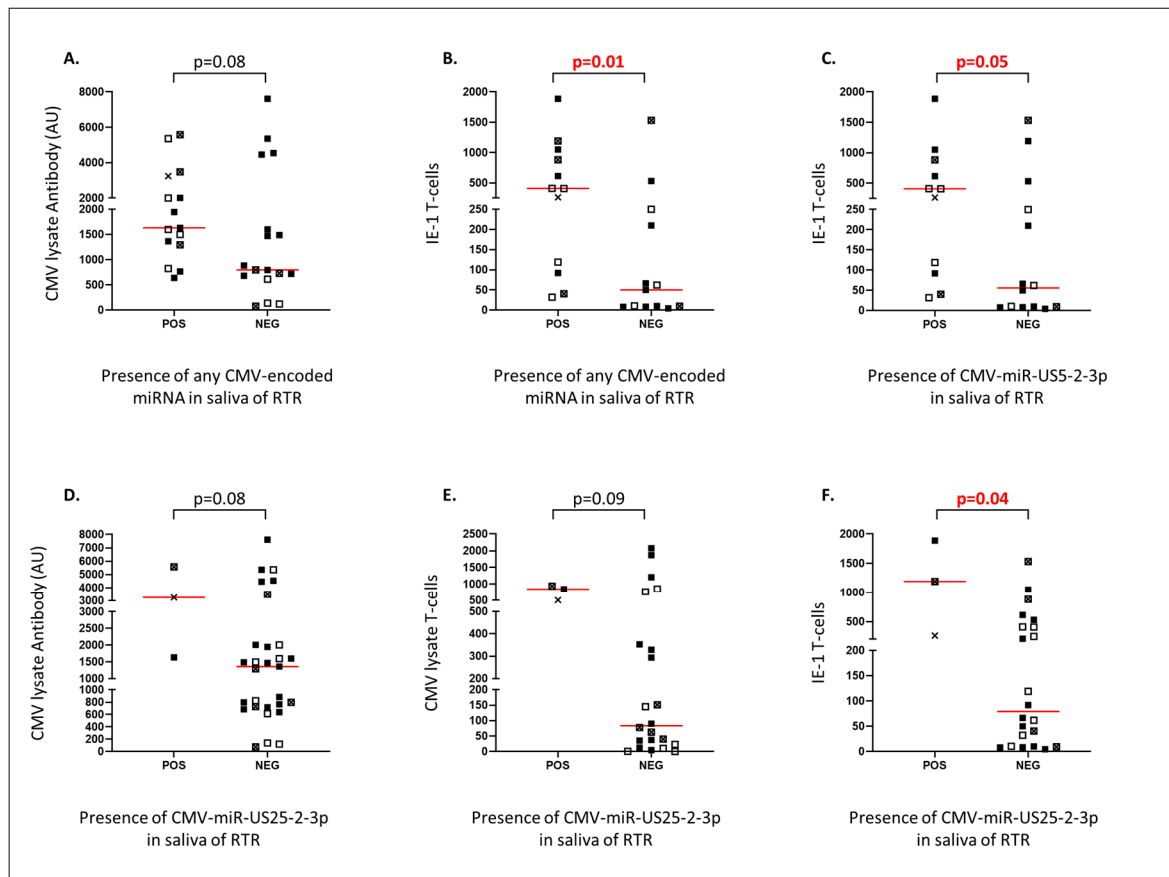 A.
p=0.08
CMV lysate Antibody (AU)
8000
6000
4000
2000
2000
1500
1000
500
0
POS NEG
Presence of any CMV-encoded
miRNA in saliva of RTR
B.
p=0.01
IE-1 T-cells
2000
1500
1000
500
250
200
150
100
50
0
POS NEG
Presence of any CMV-encoded
miRNA in saliva of RTR
C.
p=0.05
IE-1 T-cells
2000
1500
1000
500
250
200
150
100
50
0
POS NEG
Presence of CMV-miR-US5-2-3p
in saliva of RTR
D.
p=0.08
CMV lysate Antibody (AU)
8000
7000
6000
5000
4000
3000
3000
2500
2000
1500
1000
1000
800
600
400
200
0
POS NEG
Presence of CMV-miR-US25-2-3p
in saliva of RTR
E.
p=0.09
CMV lysate T-cells
2500
2000
1500
1000
500
500
400
300
200
200
150
100
50
0
POS NEG
Presence of CMV-miR-US25-2-3p
in saliva of RTR
F.
p=0.04
IE-1 T-cells
2000
1500
1000
500
200
150
100
50
0
POS NEG
Presence of CMV-miR-US25-2-3p
in saliva of RTR